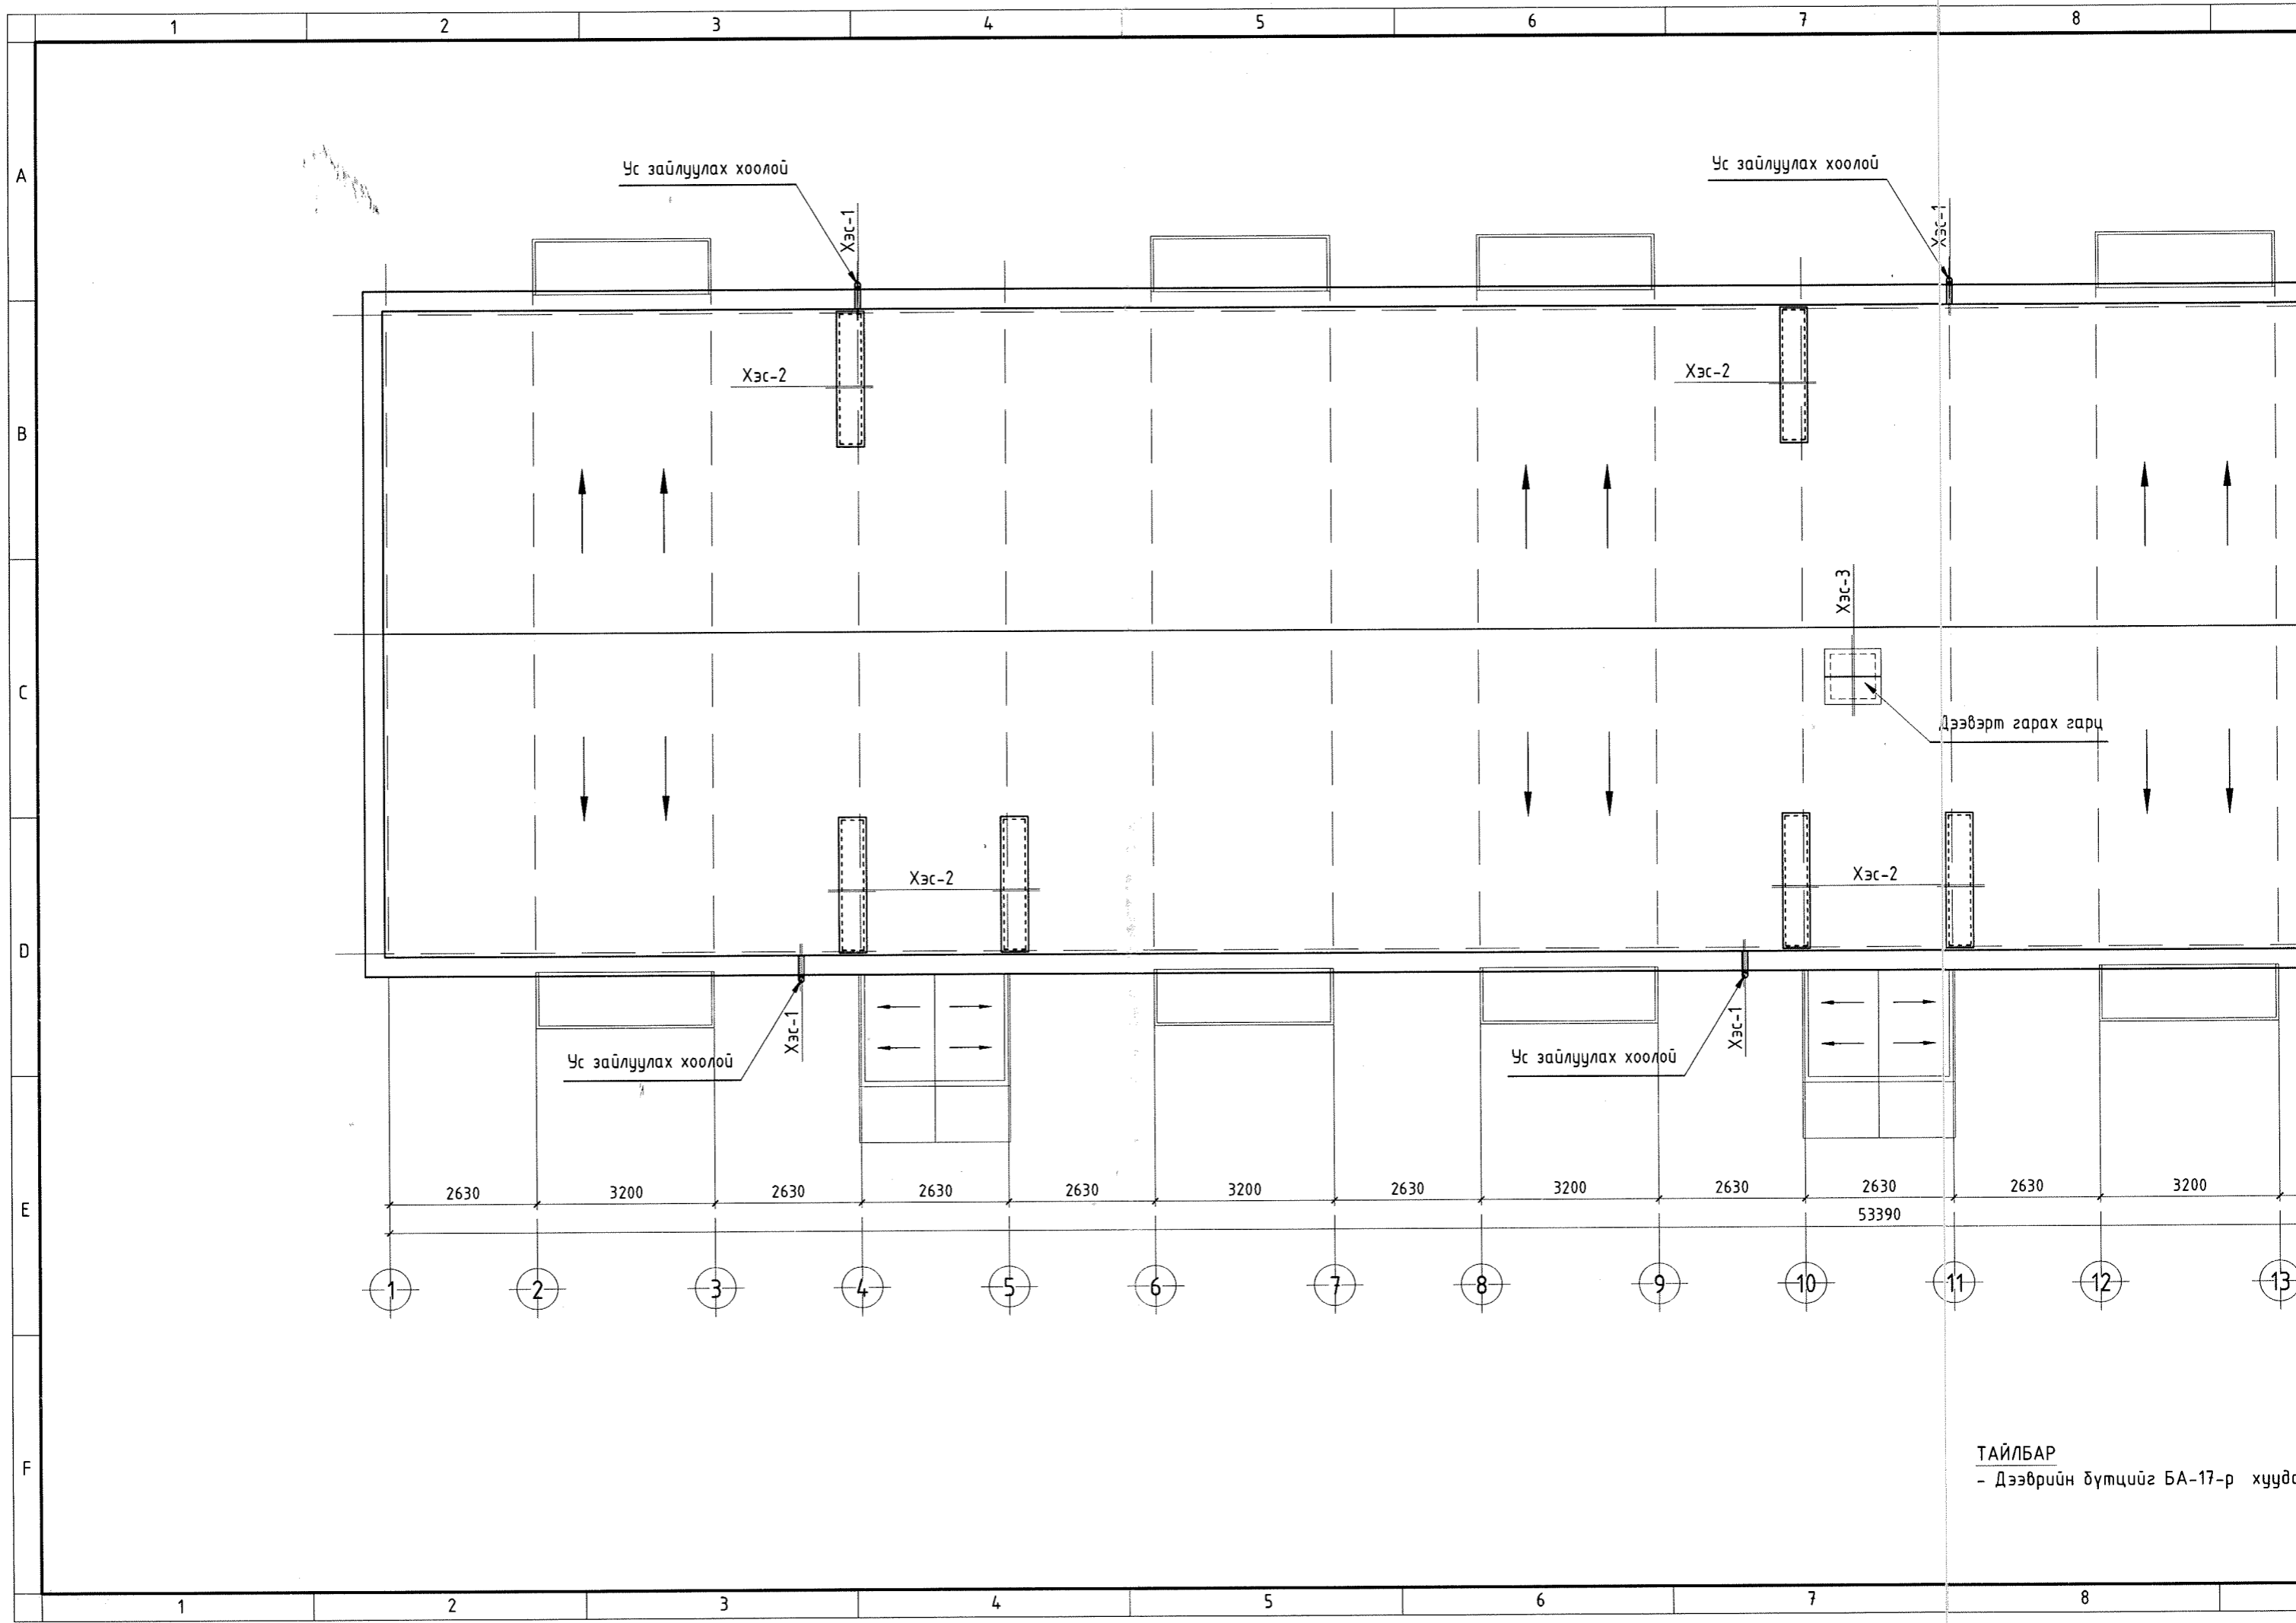 1 2 3 4 5 6 7 8
A
Ус зайлуулах хоолой
Ус зайлуулах хоолой
Хэс-1
Хэс-1
Хэс-2
Хэс-2
B
Хэс-3
C
Дээвэрт гарах гарц
Хэс-2
Хэс-2
D
Хэс-1
Хэс-1
Ус зайлуулах хоолой
Ус зайлуулах хоолой
2630 3200 2630 2630 2630 3200 2630 3200 2630 2630 2630 3200
E
53390
1 2 3 4 5 6 7 8 9 10 11 12 13
F
ТАЙЛБАР
- Дээврийн бүтцийг БА-17-р
1 2 3 4 5 6 7 8